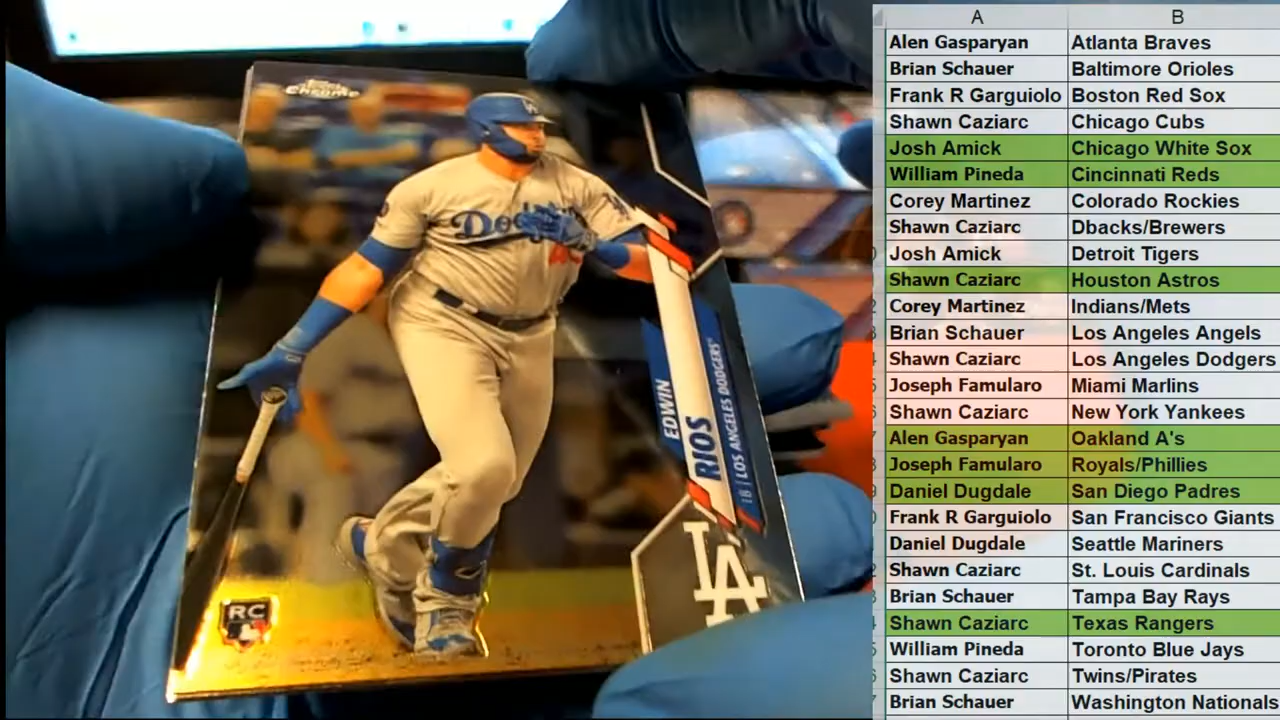 Topps
Chrome
LA
Dodgers
EDWIN
RIOS
1B | LOS ANGELES DODGERS®
LA
RC
A B
Alen Gasparyan Atlanta Braves
Brian Schauer Baltimore Orioles
Frank R Garguiolo Boston Red Sox
Shawn Caziarc Chicago Cubs
Josh Amick Chicago White Sox
William Pineda Cincinnati Reds
Corey Martinez Colorado Rockies
Shawn Caziarc Dbacks/Brewers
Josh Amick Detroit Tigers
Shawn Caziarc Houston Astros
Corey Martinez Indians/Mets
Brian Schauer Los Angeles Angels
Shawn Caziarc Los Angeles Dodgers
Joseph Famularo Miami Marlins
Shawn Caziarc New York Yankees
Alen Gasparyan Oakland A's
Joseph Famularo Royals/Phillies
Daniel Dugdale San Diego Padres
Frank R Garguiolo San Francisco Giants
Daniel Dugdale Seattle Mariners
Shawn Caziarc St. Louis Cardinals
Brian Schauer Tampa Bay Rays
Shawn Caziarc Texas Rangers
William Pineda Toronto Blue Jays
Shawn Caziarc Twins/Pirates
Brian Schauer Washington Nationals